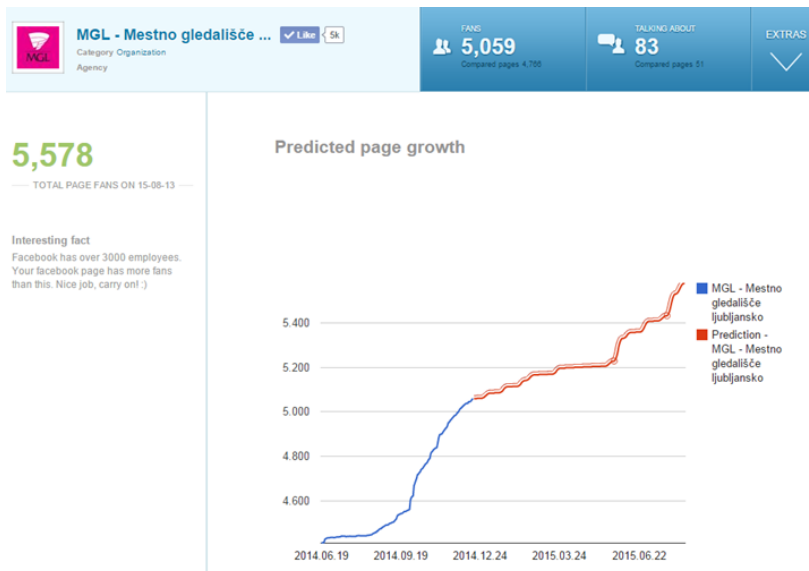 MGL - Mestno gledališče ...
Like
5k
Category Organization
Agency
MGL
FANS
5,059
Compared pages 4,766
TALKING ABOUT
83
Compared pages 51
EXTRAS
5,578
TOTAL PAGE FANS ON 15-08-13
Interesting fact
Facebook has over 3000 employees.
Your facebook page has more fans
than this. Nice job, carry on! :)
Predicted page growth
5.400
5.200
5.000
4.800
4.600
2014.06.19
2014.09.19
2014.12.24
2015.03.24
2015.06.22
MGL - Mestno
gledališče
ljubljansko
Prediction -
MGL - Mestno
gledališče
ljubljansko